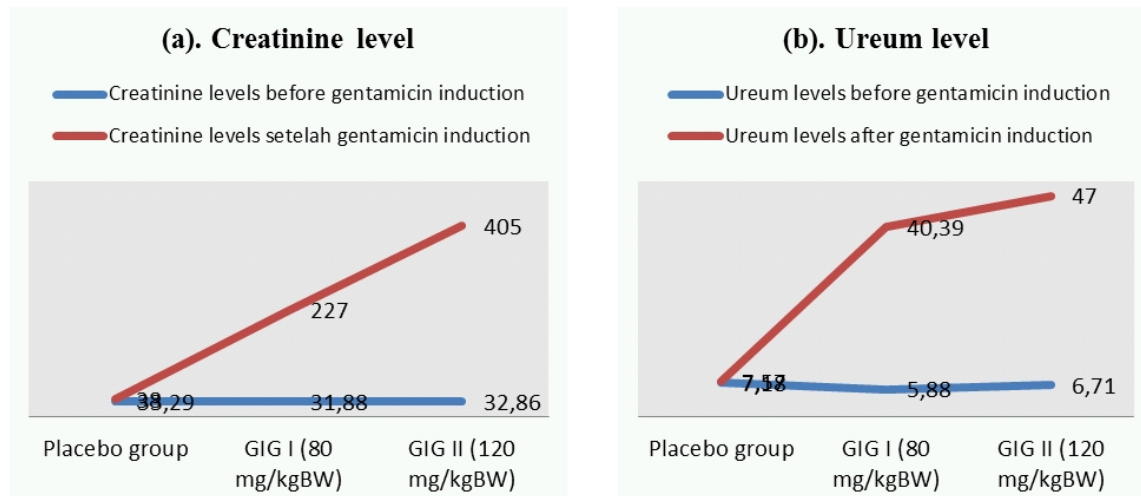 (a). Creatinine level
Creatinine levels before gentamicin induction
Creatinine levels setelah gentamicin induction
405
227
31,88
32,86
Placebo group
GIG I (80
mg/kgBW)
GIG II (120
mg/kgBW)
(b). Ureum level
Ureum levels before gentamicin induction
Ureum levels after gentamicin induction
47
40,39
5,88
6,71
Placebo group
GIG I (80
mg/kgBW)
GIG II (120
mg/kgBW)